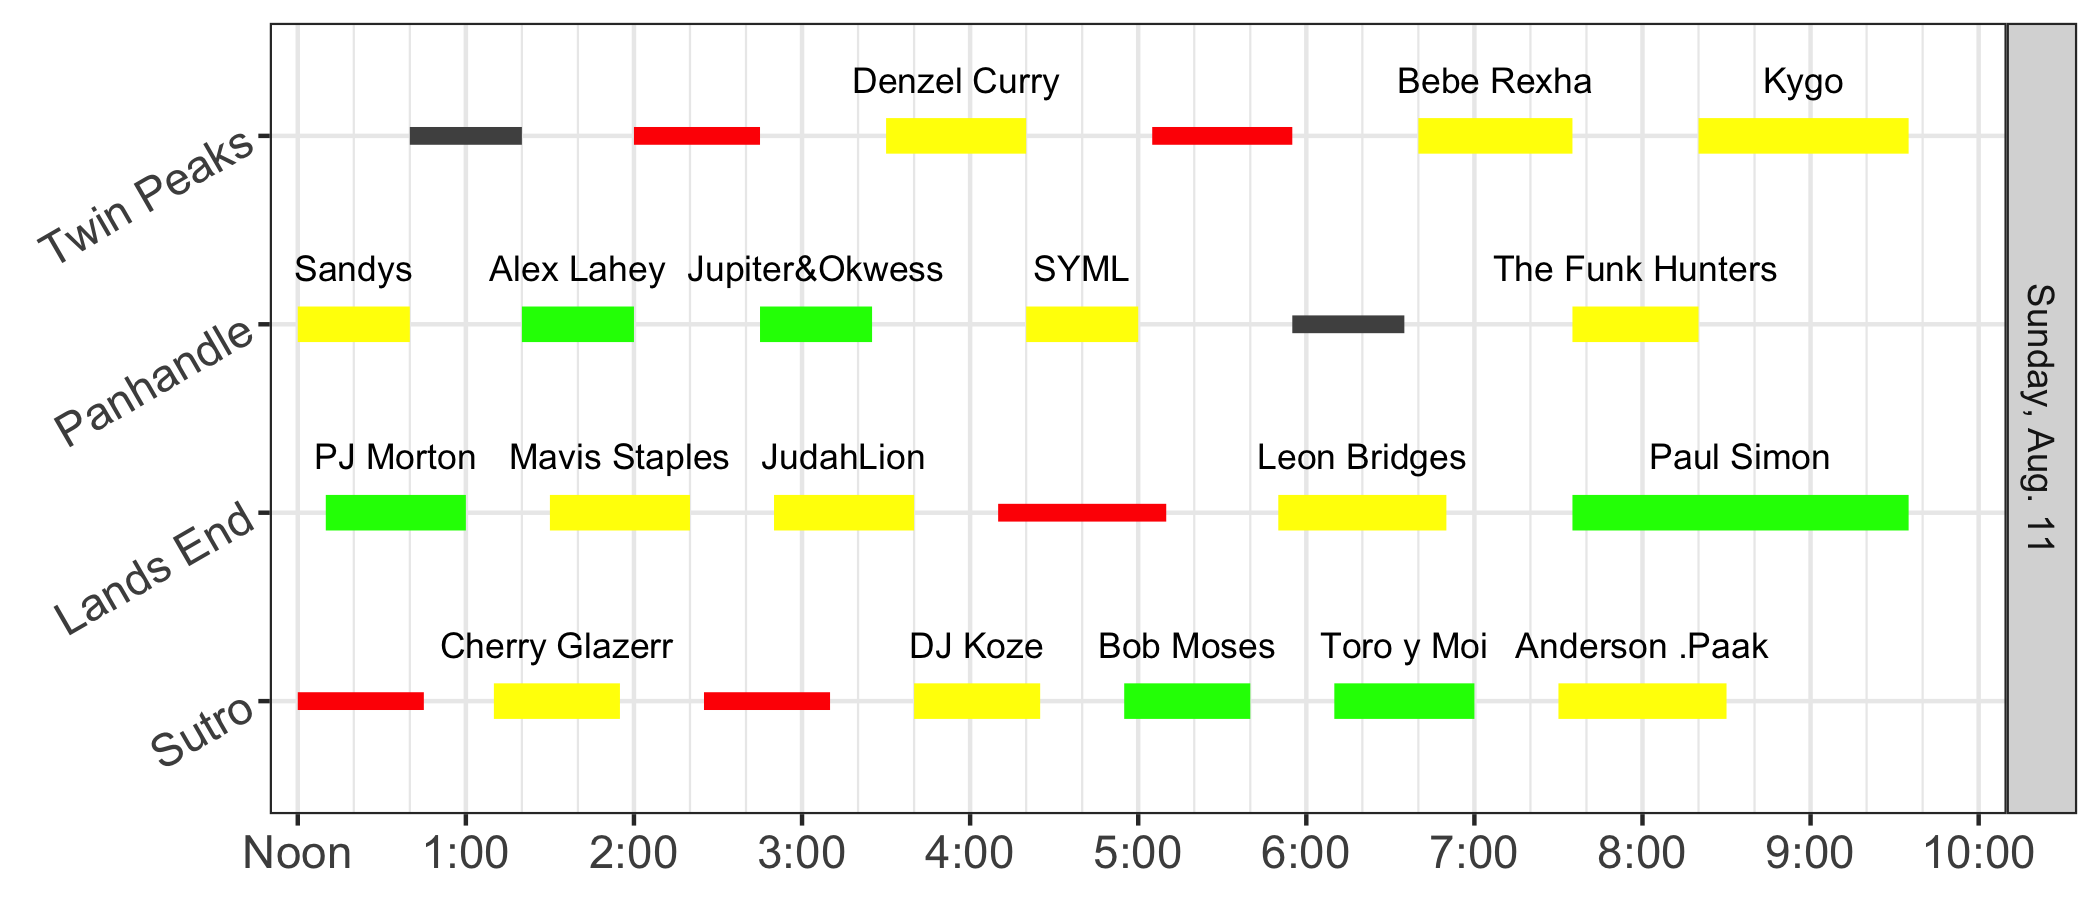 Denzel Curry Bebe Rexha Kygo
Twin Peaks
Sandys Alex Lahey Jupiter&Okwess SYML The Funk Hunters
Panhandle
PJ Morton Mavis Staples JudahLion Leon Bridges Paul Simon
Lands End
Cherry Glazerr DJ Koze Bob Moses Toro y Moi Anderson .Paak
Sutro
Noon 1:00 2:00 3:00 4:00 5:00 6:00 7:00 8:00 9:00 10:00
Sunday, Aug. 11